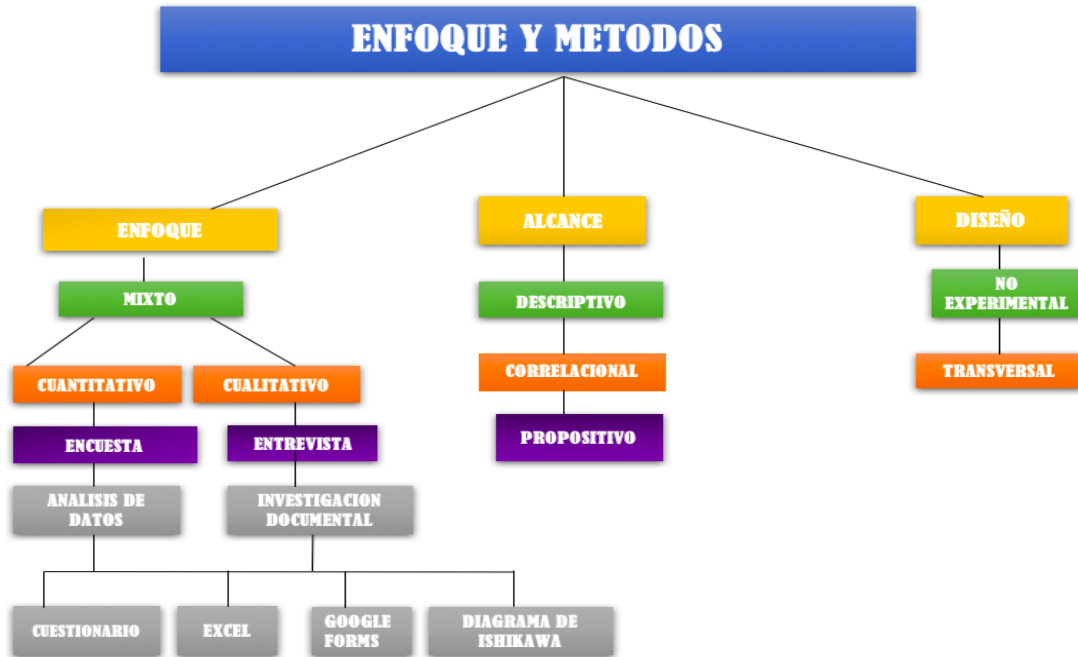 ENFOQUE Y METODOS
ENFOQUE
ALCANCE
DISEÑO
MIXTO
DESCRIPTIVO
NO
EXPERIMENTAL
CUANTITATIVO
CUALITATIVO
CORRELACIONAL
TRANSVERSAL
ENCUESTA
ENTREVISTA
PROPOSITIVO
ANALISIS DE
DATOS
INVESTIGACION
DOCUMENTAL
CUESTIONARIO
EXCEL
GOOGLE
FORMS
DIAGRAMA DE
ISHIKAWA